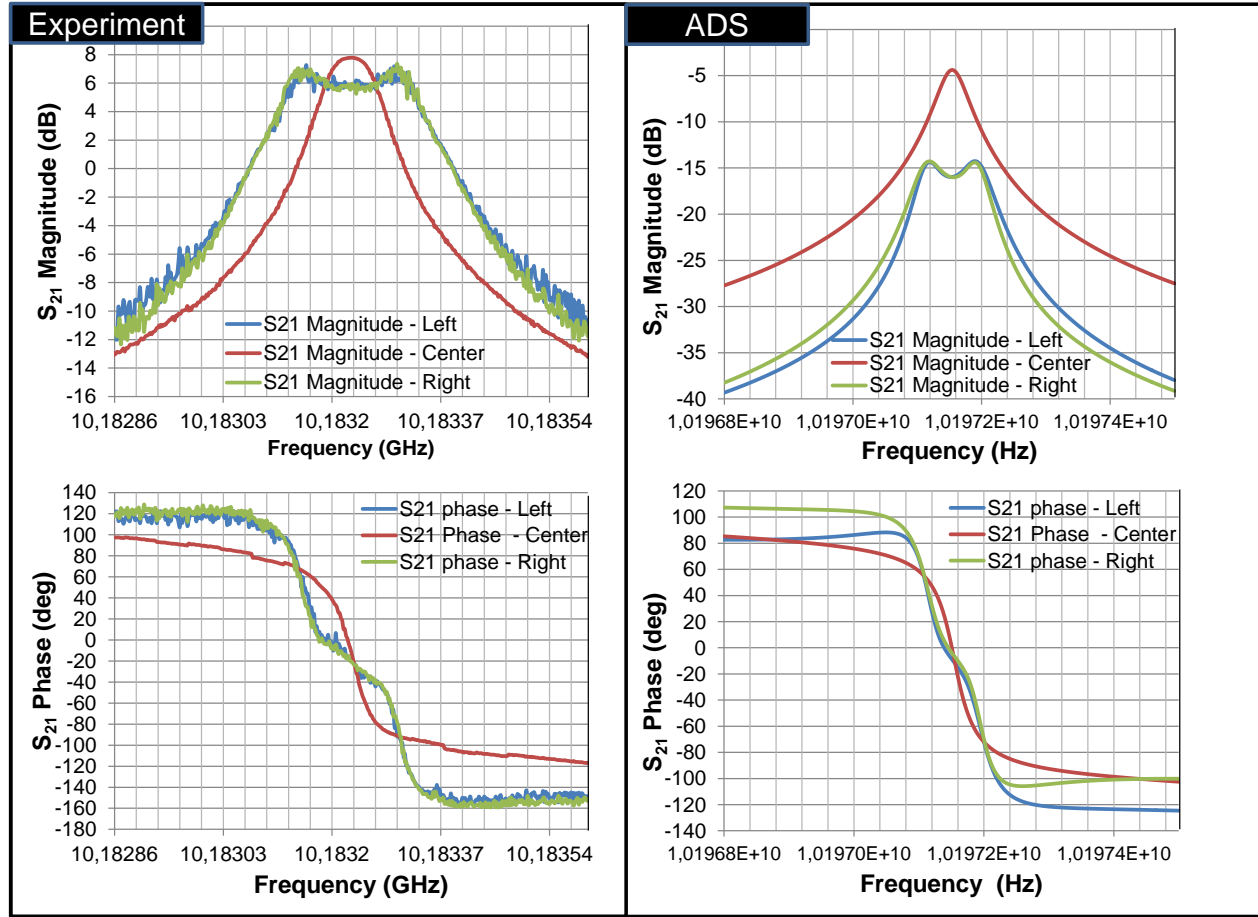 Experiment
8
6
4
2
0
-2
-4
-6
-8
-10
-12
-14
-16
S21 Magnitude (dB)
S21 Magnitude - Left
S21 Magnitude - Center
S21 Magnitude - Right
10,18286 10,18303 10,1832 10,18337 10,18354
Frequency (GHz)
ADS
-5
-10
-15
-20
-25
-30
-35
-40
S21 Magnitude (dB)
S21 Magnitude - Left
S21 Magnitude - Center
S21 Magnitude - Right
1,01968E+10 1,01970E+10 1,01972E+10 1,01974E+10
Frequency (Hz)
140
120
100
80
60
40
20
0
-20
-40
-60
-80
-100
-120
-140
-160
-180
S21 Phase (deg)
S21 phase - Left
S21 Phase - Center
S21 phase - Right
10,18286 10,18303 10,1832 10,18337 10,18354
Frequency (GHz)
120
100
80
60
40
20
0
-20
-40
-60
-80
-100
-120
-140
S21 Phase (deg)
S21 phase - Left
S21 Phase - Center
S21 phase - Right
1,01968E+10 1,01970E+10 1,01972E+10 1,01974E+10
Frequency (Hz)